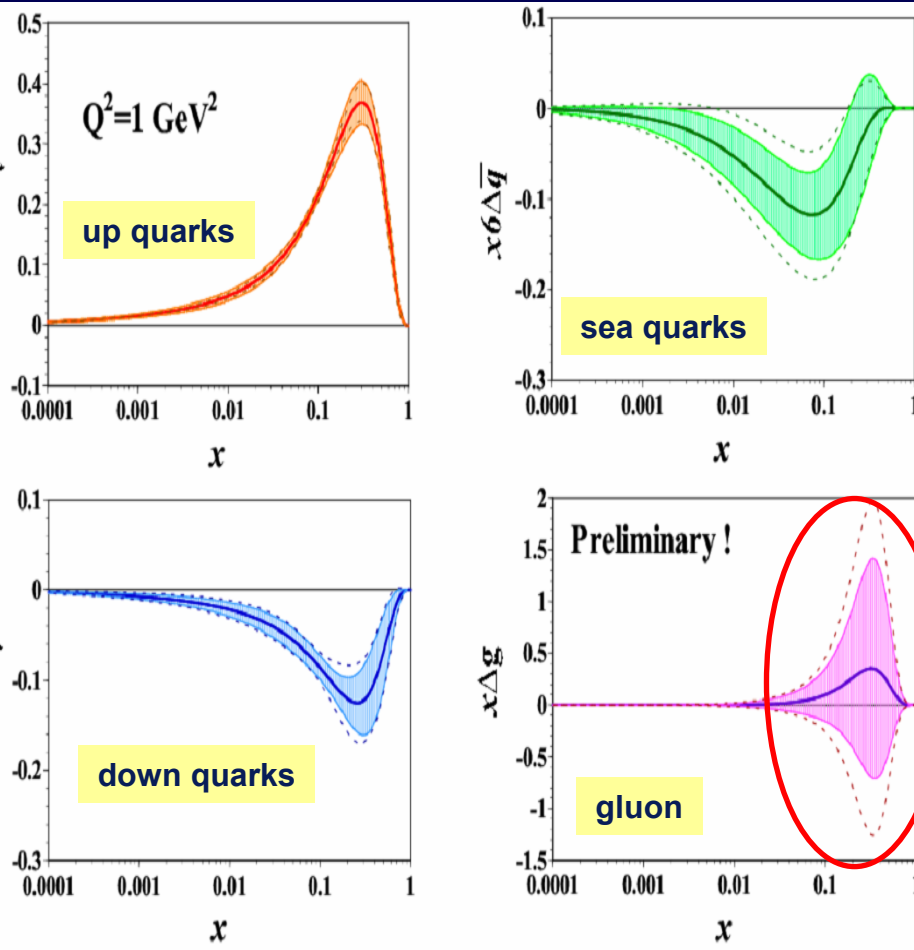 0.5
0.4
0.3
0.2
0.1
0
-0.1
Q²=1 GeV²
up quarks
0.0001 0.001 0.01 0.1 1
x
0.1
0
-0.1
-0.2
-0.3
x6Δq̅
sea quarks
0.0001 0.001 0.01 0.1
x
0.1
0
-0.1
-0.2
-0.3
down quarks
0.0001 0.001 0.01 0.1 1
x
2
1.5
1
0.5
0
-0.5
-1
-1.5
xΔg
Preliminary !
gluon
0.0001 0.001 0.01 0.1
x